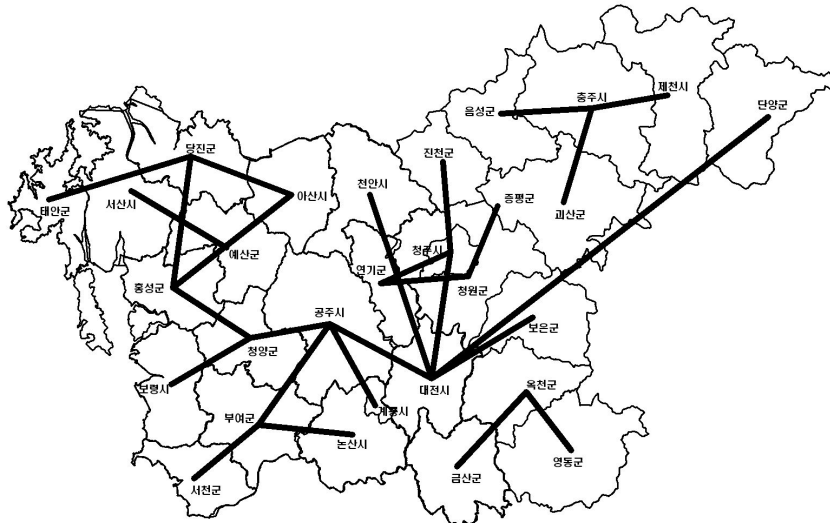 제천시
충주시
단양군
음성군
당진군
진천군
천안시
증평군
아산시
서산시
태안군
괴산군
청주시
예산군
연기군
청원군
홍성군
공주시
보은군
청양군
보령시
대전시
옥천군
계룡시
부여군
논산시
영동군
금산군
서천군